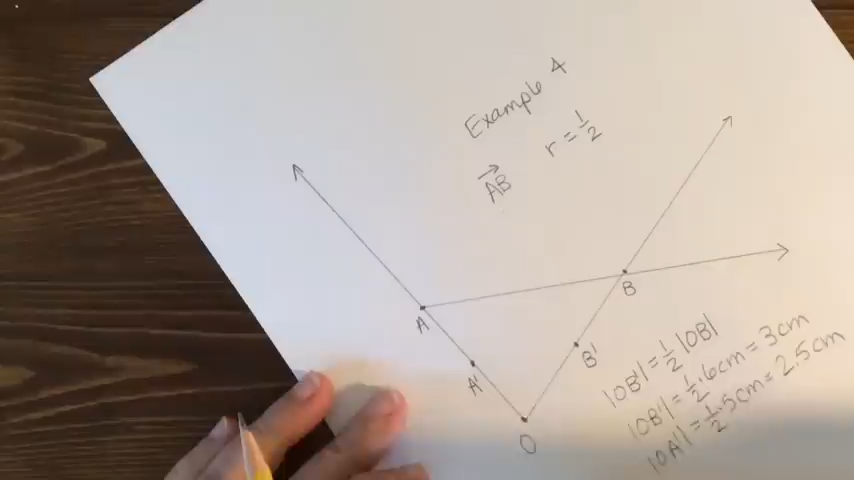 Example 4
AB r = 1/2
A
B
A'
B'
O
|OB'| = 1/2 |OB|
|OB'| = 1/2 · 6cm = 3cm
|OA'| = 1/2 · 5cm = 2.5cm